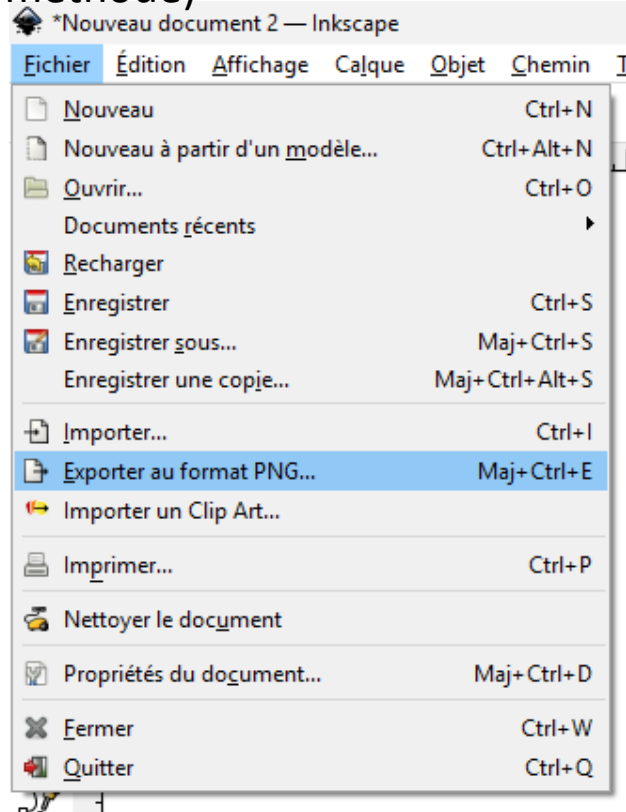 méthode)
*Nouveau document 2 — Inkscape
Fichier Édition Affichage Calque Objet Chemin T
Nouveau Ctrl+N
Nouveau à partir d'un modèle... Ctrl+Alt+N
Ouvrir... Ctrl+O
Documents récents
Recharger
Enregistrer Ctrl+S
Enregistrer sous... Maj+Ctrl+S
Enregistrer une copie... Maj+Ctrl+Alt+S
Importer... Ctrl+I
Exporter au format PNG... Maj+Ctrl+E
Importer un Clip Art...
Imprimer... Ctrl+P
Nettoyer le document
Propriétés du document... Maj+Ctrl+D
Fermer Ctrl+W
Quitter Ctrl+Q